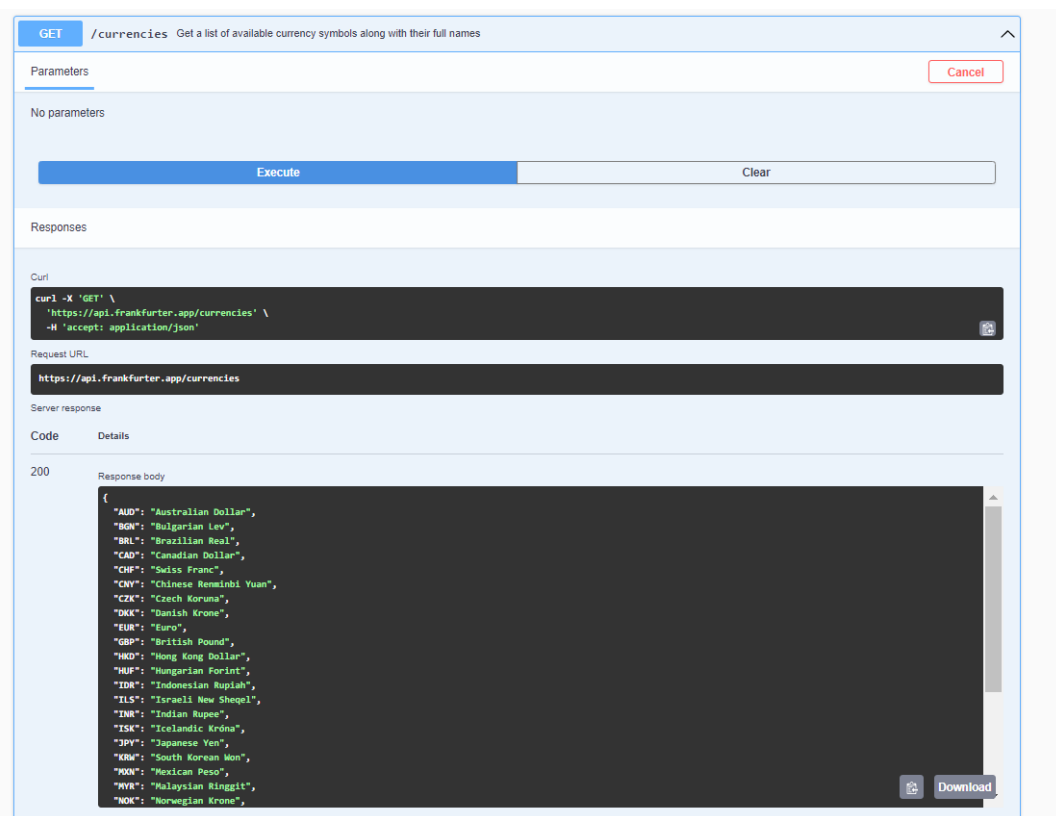 GET /currencies Get a list of available currency symbols along with their full names
Parameters Cancel
No parameters
Execute Clear
Responses
Curl
curl -X 'GET' \
'https://api.frankfurter.app/currencies' \
-H 'accept: application/json'
Request URL
https://api.frankfurter.app/currencies
Server response
Code Details
200
Response body
{
"AUD": "Australian Dollar",
"BGN": "Bulgarian Lev",
"BRL": "Brazilian Real",
"CAD": "Canadian Dollar",
"CHF": "Swiss Franc",
"CNY": "Chinese Renminbi Yuan",
"CZK": "Czech Koruna",
"DKK": "Danish Krone",
"EUR": "Euro",
"GBP": "British Pound",
"HKD": "Hong Kong Dollar",
"HUF": "Hungarian Forint",
"IDR": "Indonesian Rupiah",
"ILS": "Israeli New Sheqel",
"INR": "Indian Rupee",
"ISK": "Icelandic Króna",
"JPY": "Japanese Yen",
"KRW": "South Korean Won",
"MXN": "Mexican Peso",
"MYR": "Malaysian Ringgit",
"NOK": "Norwegian Krone",
Download